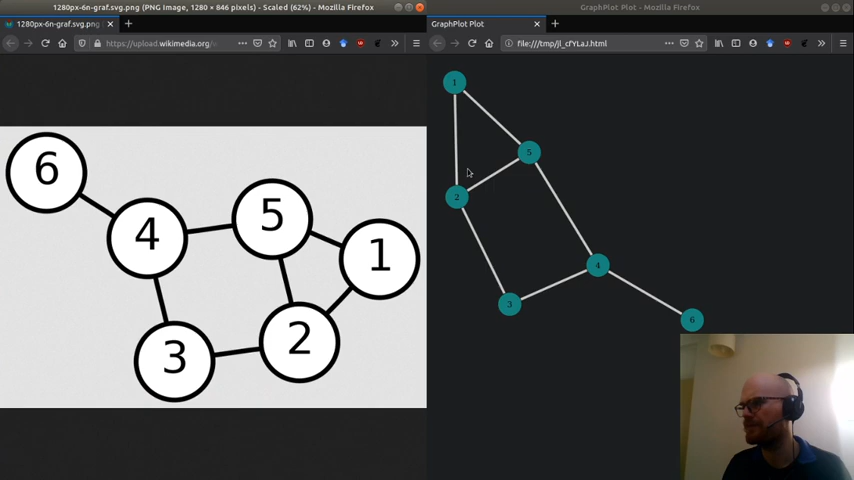 1280px-6n-graf.svg.png (PNG Image, 1280 × 846 pixels) - Scaled (62%) - Mozilla Firefox
1280px-6n-graf.svg.png
https://upload.wikimedia.org/
6
4
5
1
3
2
GraphPlot Plot - Mozilla Firefox
GraphPlot Plot
file:///tmp/jl_cfYLaJ.html
1
5
2
4
3
6